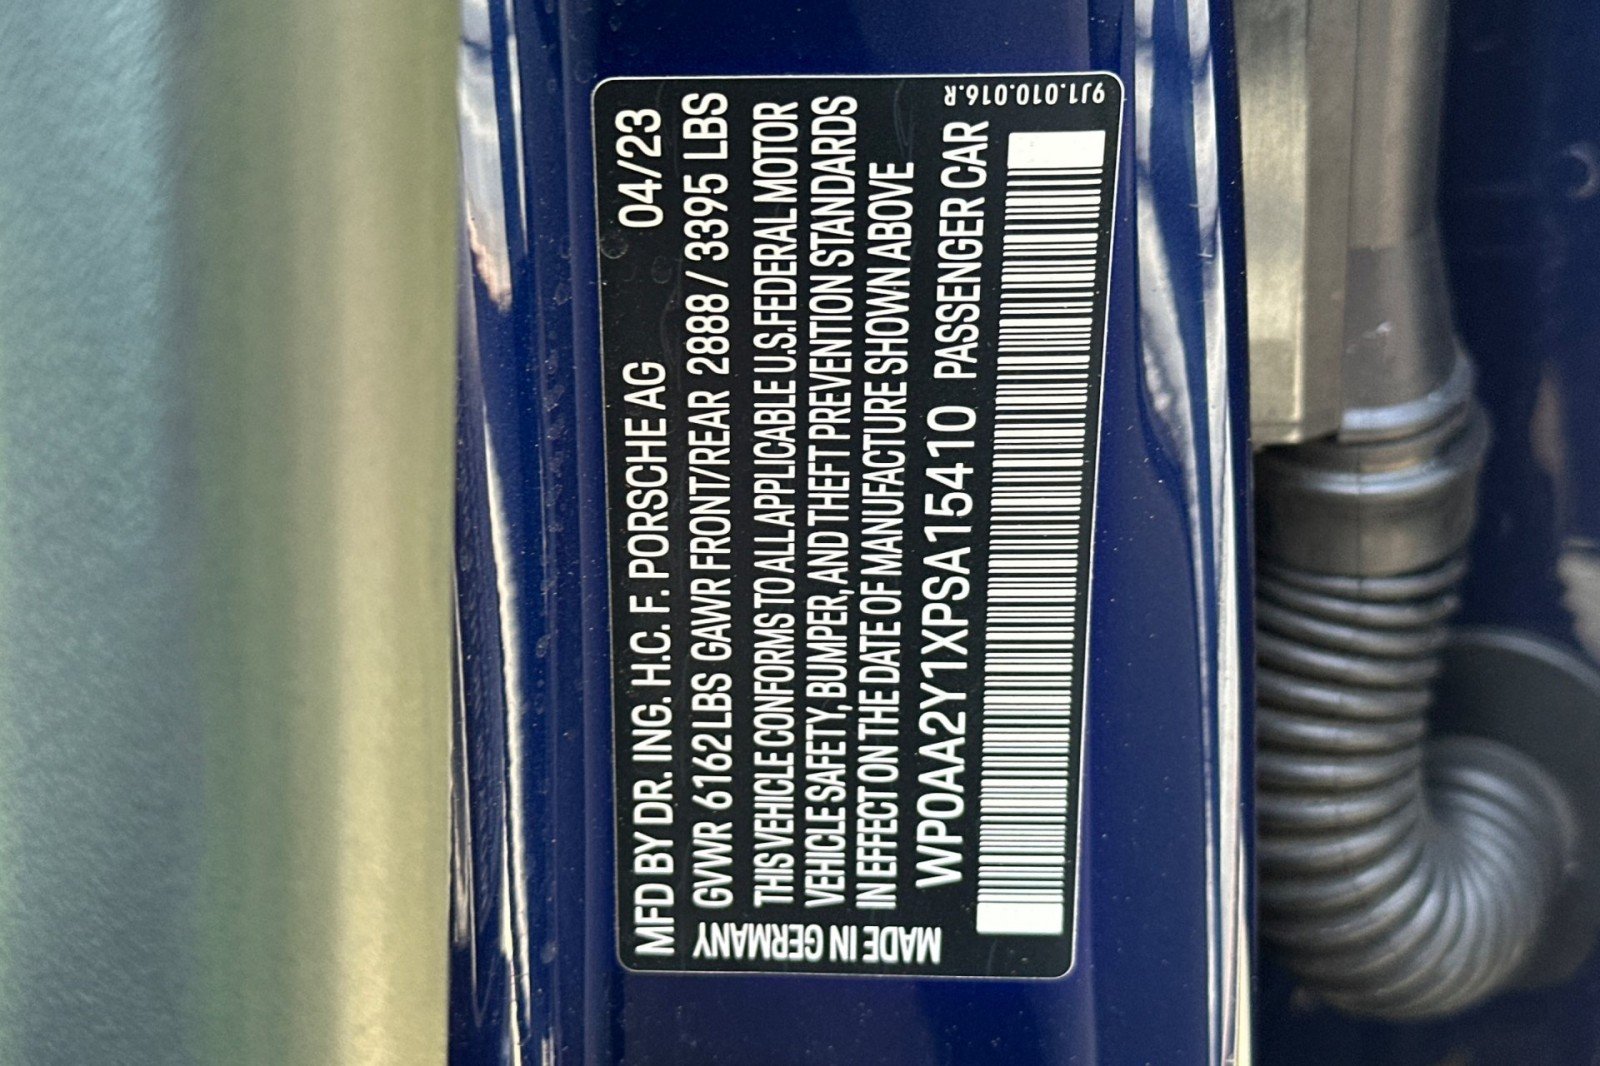 MFD BY DR. ING. H.C. F. PORSCHE AG 04/23
GVWR 6162 LBS GAWR FRONT/REAR 2888 / 3395 LBS
THIS VEHICLE CONFORMS TO ALL APPLICABLE U.S.FEDERAL MOTOR
VEHICLE SAFETY, BUMPER, AND THEFT PREVENTION STANDARDS
IN EFFECT ON THE DATE OF MANUFACTURE SHOWN ABOVE
WP0AA2Y1XPSA15410 PASSENGER CAR
MADE IN GERMANY
9J1.010.016.R